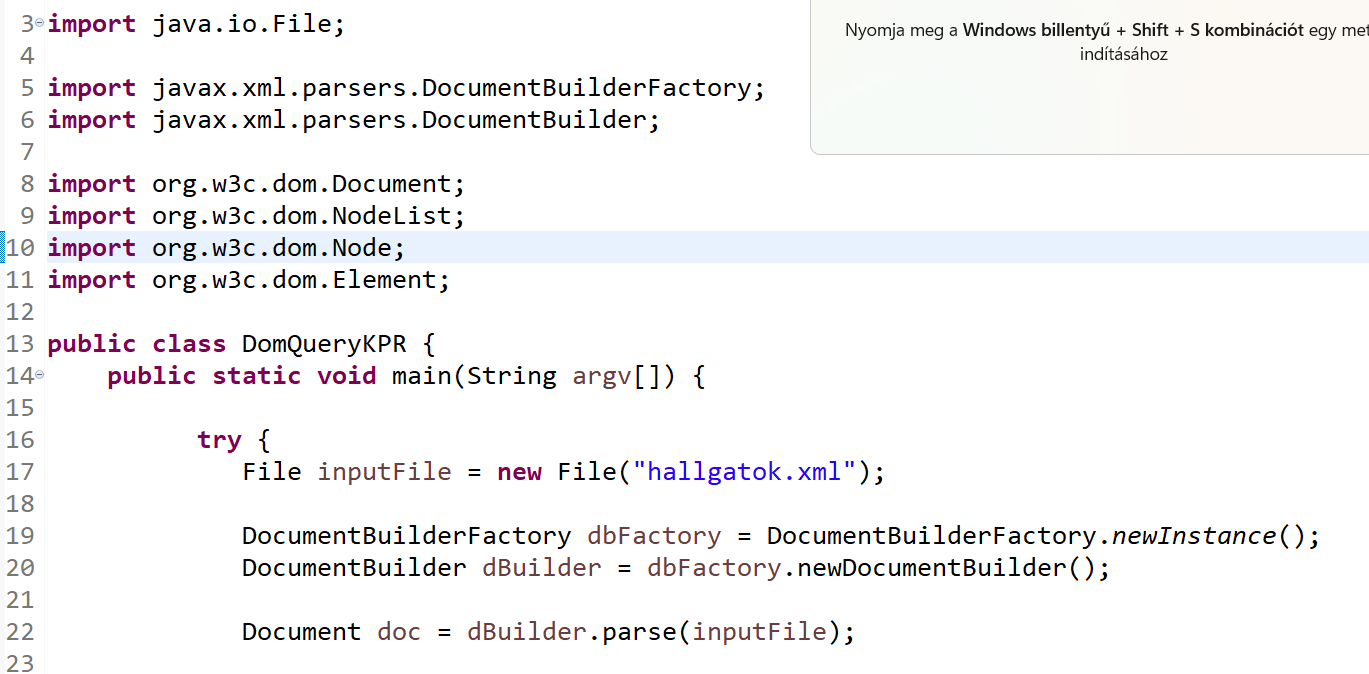 3 import java.io.File;
4
5 import javax.xml.parsers.DocumentBuilderFactory;
6 import javax.xml.parsers.DocumentBuilder;
7
8 import org.w3c.dom.Document;
9 import org.w3c.dom.NodeList;
10 import org.w3c.dom.Node;
11 import org.w3c.dom.Element;
12
13 public class DomQueryKPR {
14     public static void main(String argv[]) {
15
16           try {
17              File inputFile = new File("hallgatok.xml");
18
19              DocumentBuilderFactory dbFactory = DocumentBuilderFactory.newInstance();
20              DocumentBuilder dBuilder = dbFactory.newDocumentBuilder();
21
22              Document doc = dBuilder.parse(inputFile);
23
Nyomja meg a Windows billentyű + Shift + S kombinációt egy met
indításához